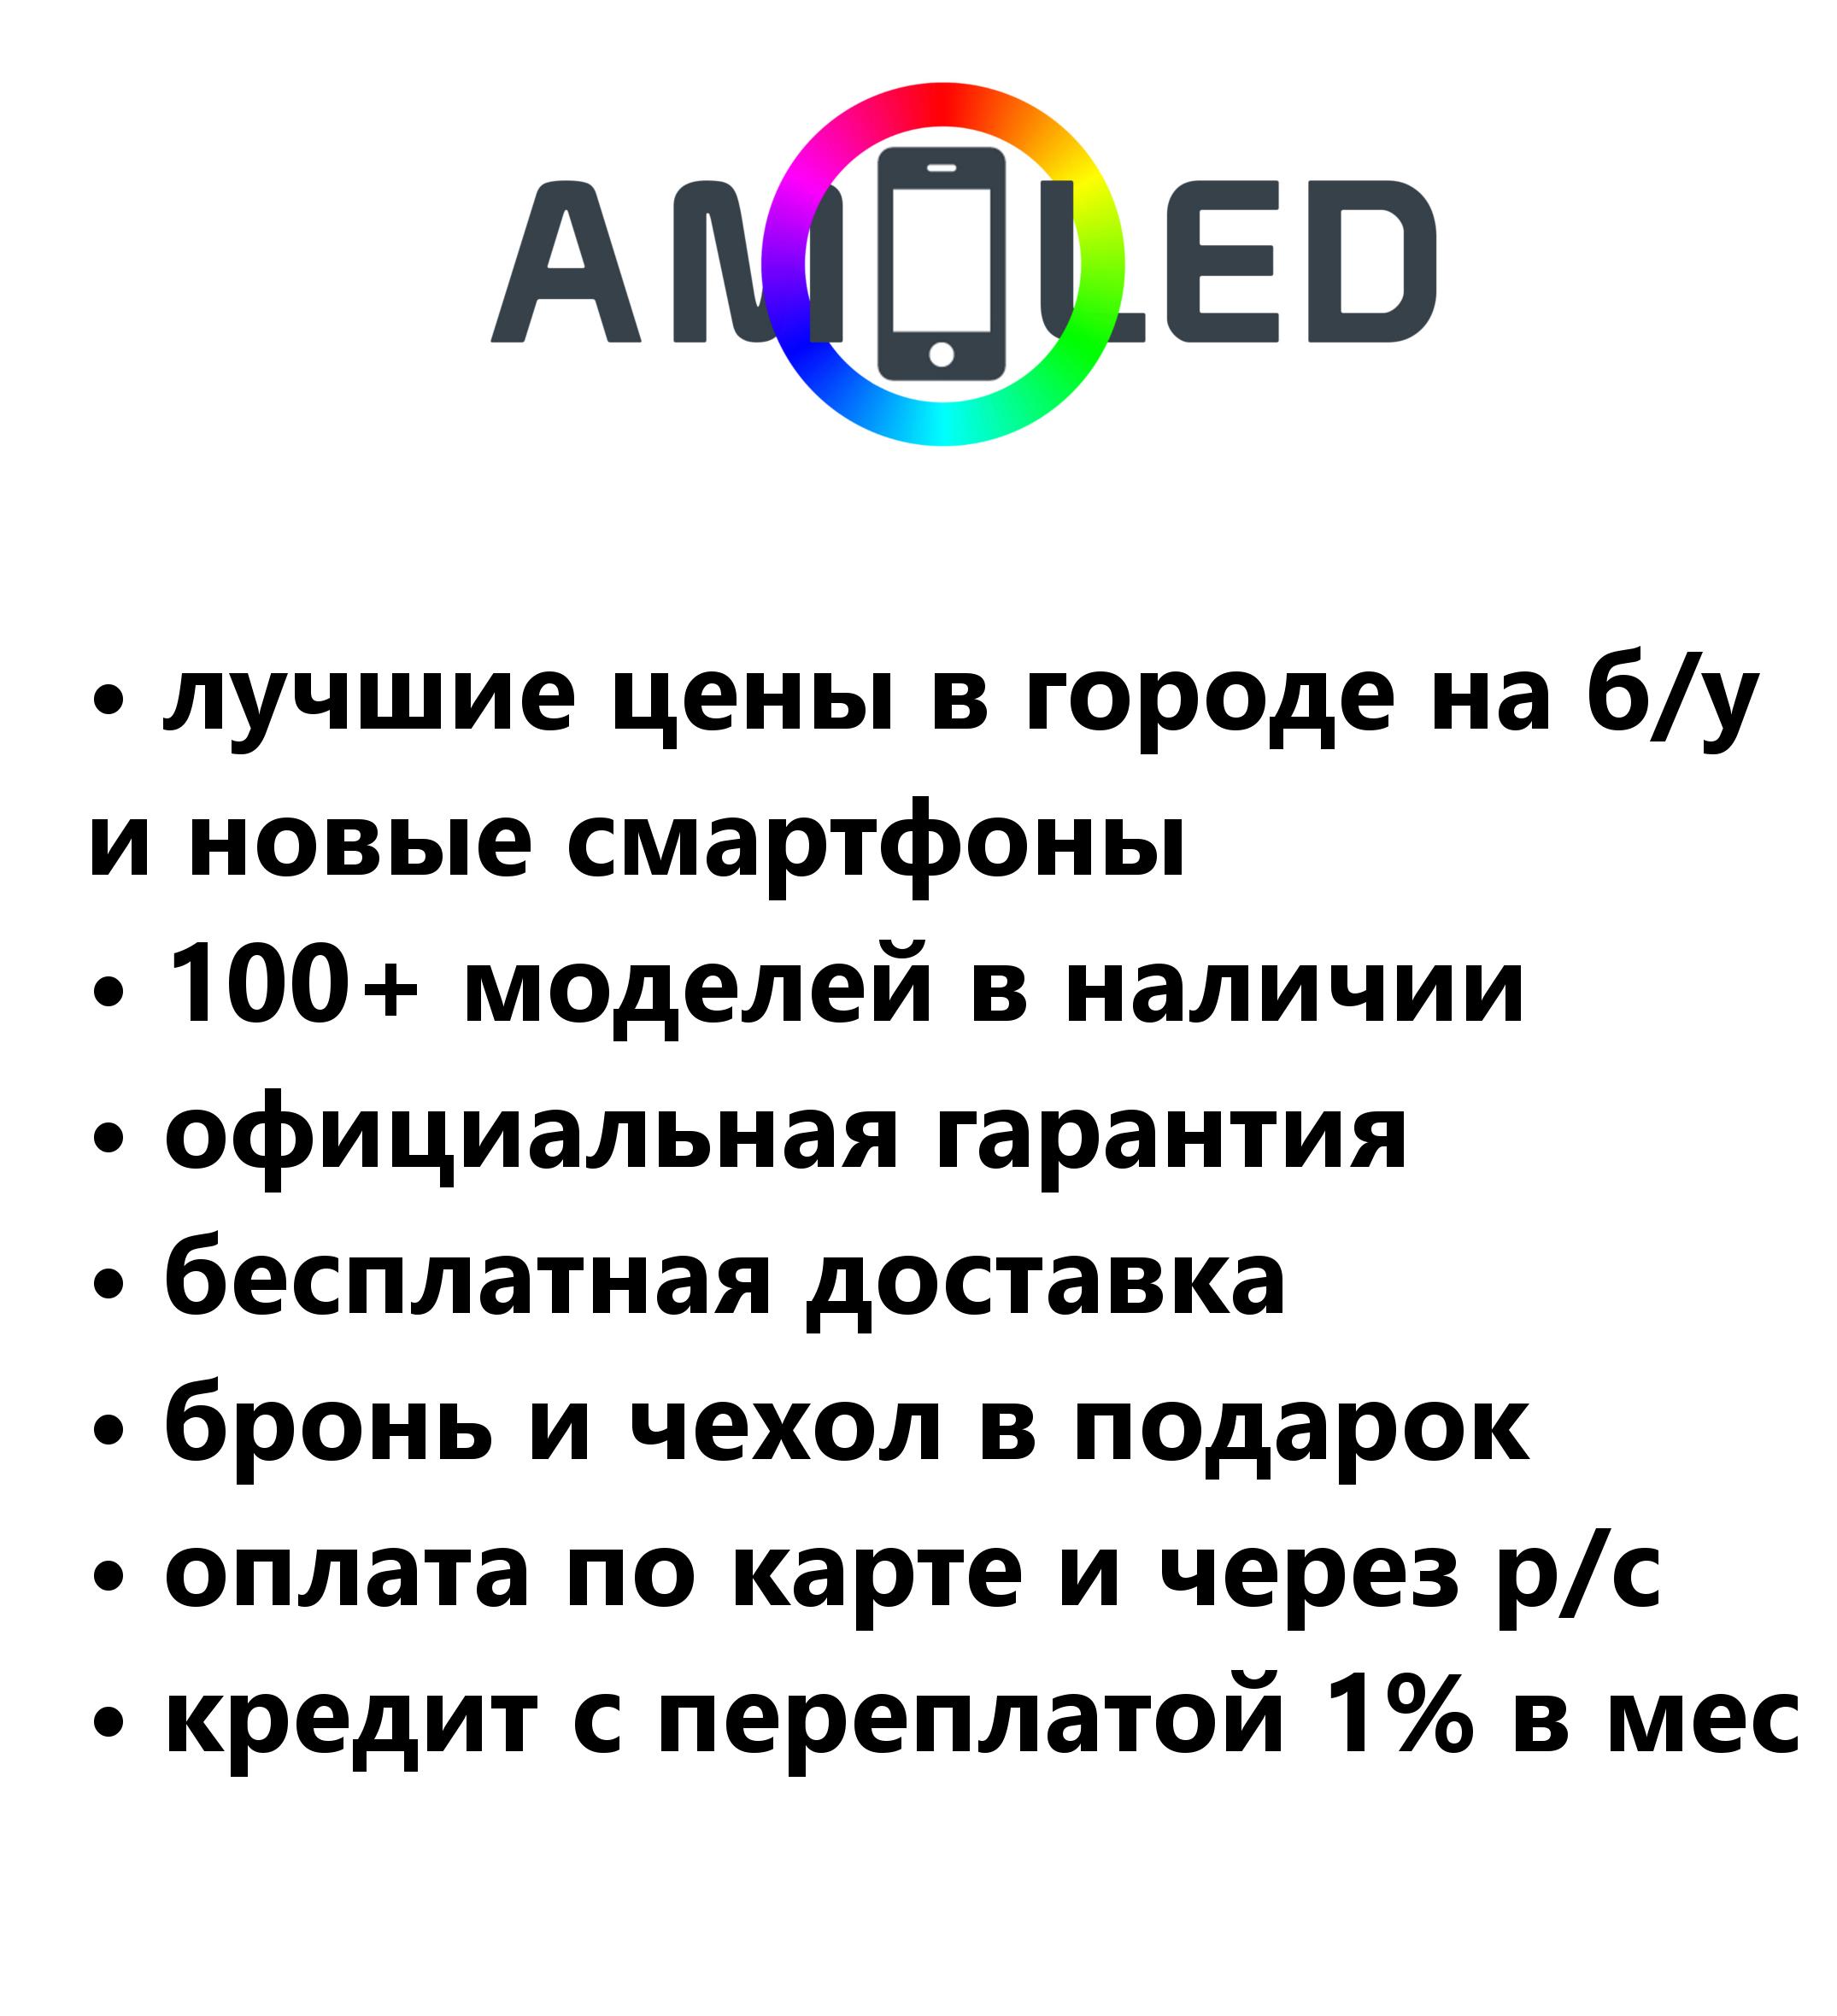 AMOLED
• лучшие цены в городе на б/у
и новые смартфоны
• 100+ моделей в наличии
• официальная гарантия
• бесплатная доставка
• бронь и чехол в подарок
• оплата по карте и через р/с
• кредит с переплатой 1% в мес